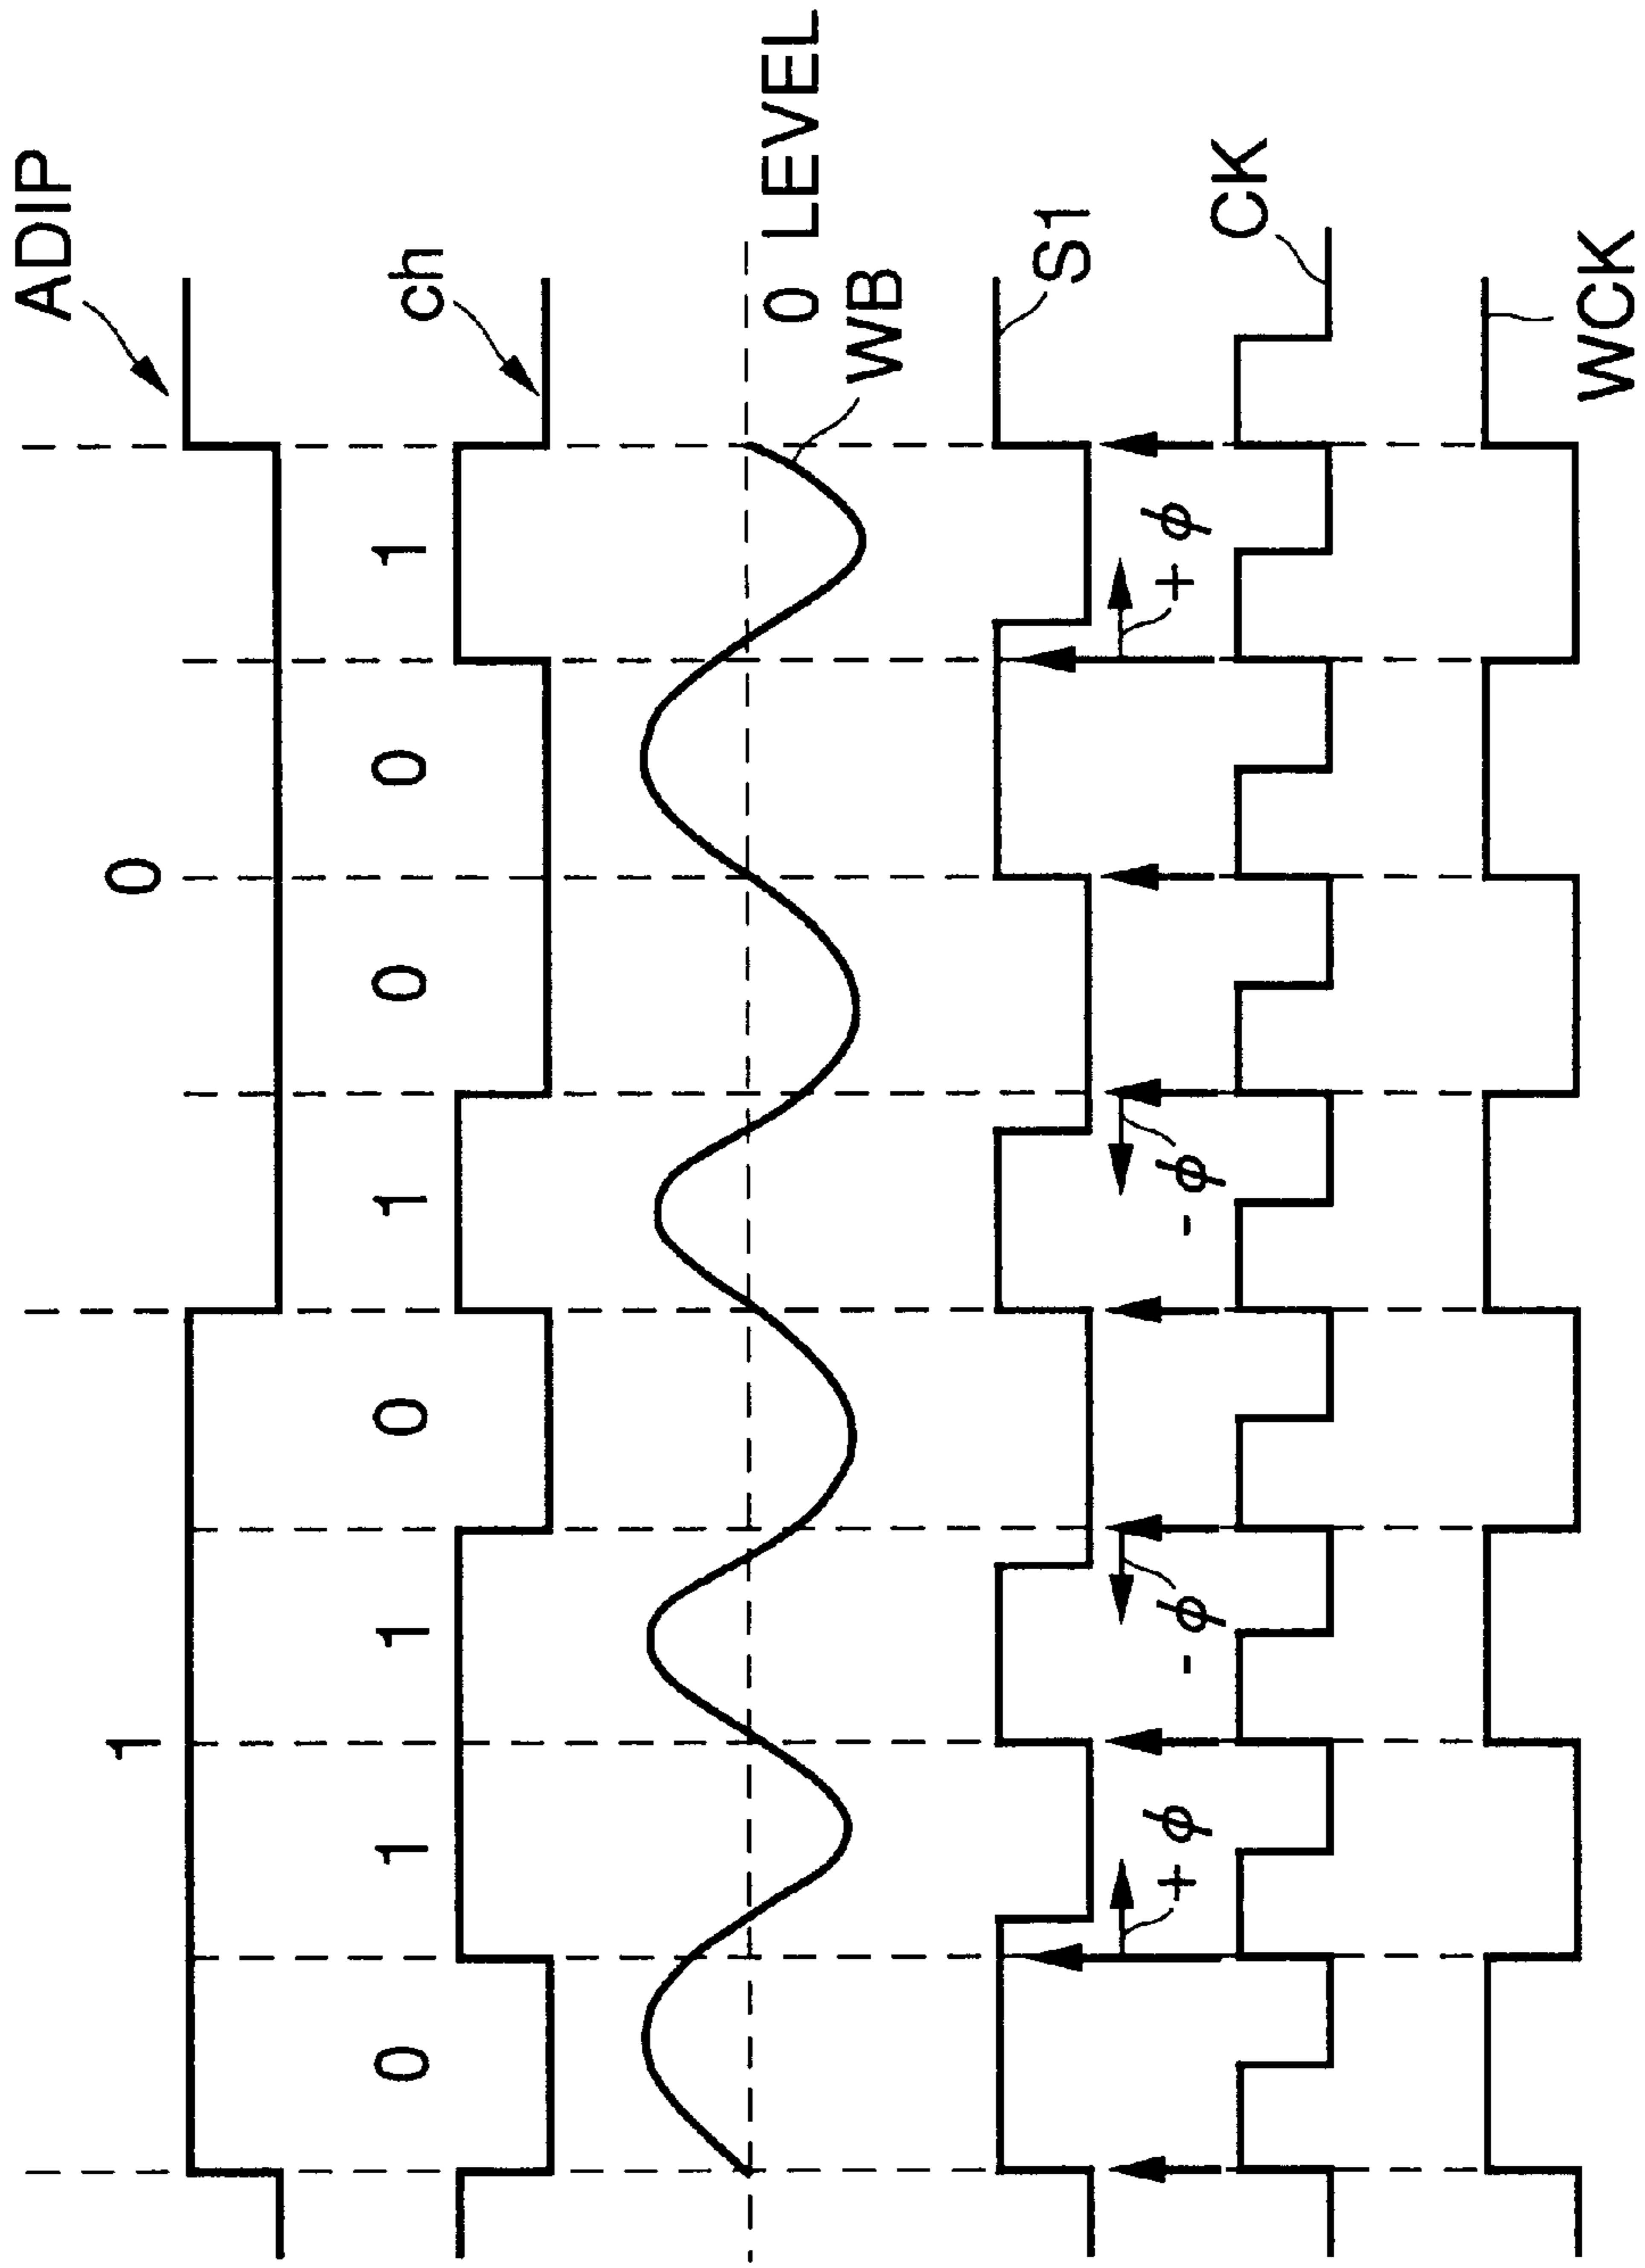 1 0 ADIP
0 1 1 0 1 0 0 1 ch
0 LEVEL
WB
S1
+ ϕ - ϕ - ϕ + ϕ
CK
WCK